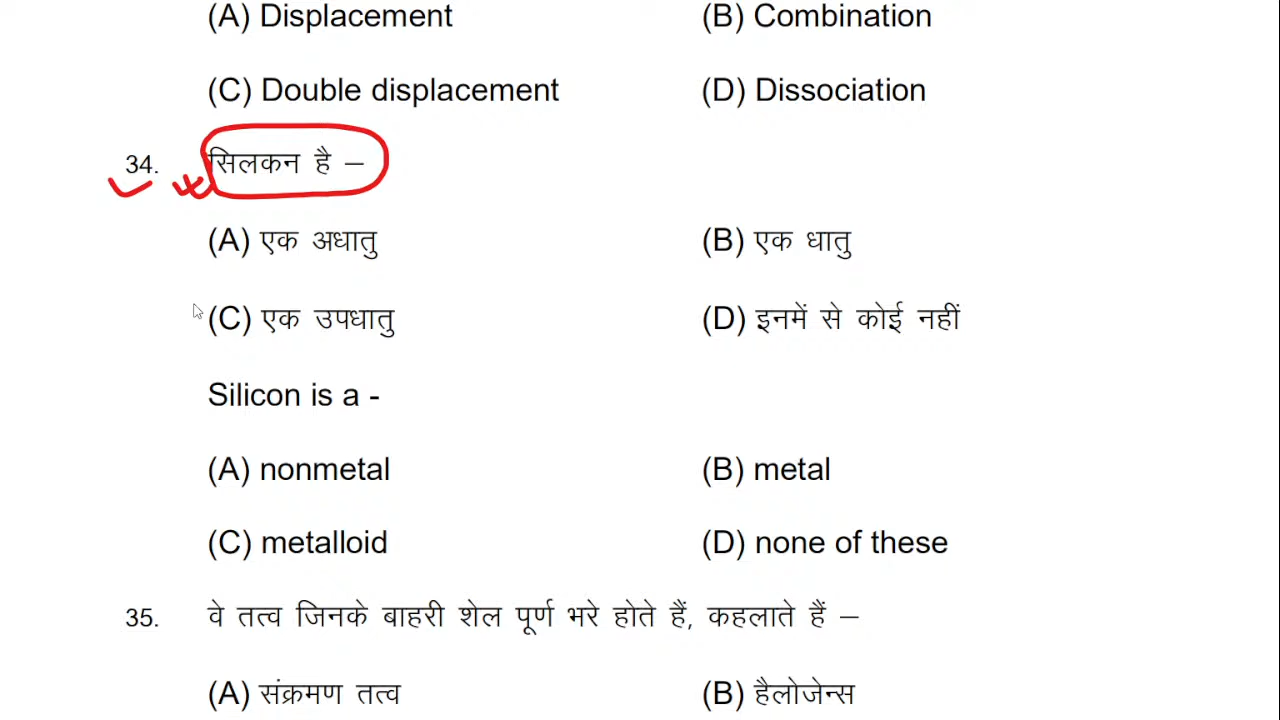 (A) Displacement (B) Combination
(C) Double displacement (D) Dissociation
34. सिलकन है –
(A) एक अधातु (B) एक धातु
(C) एक उपधातु (D) इनमें से कोई नहीं
Silicon is a -
(A) nonmetal (B) metal
(C) metalloid (D) none of these
35. वे तत्व जिनके बाहरी शेल पूर्ण भरे होते हैं, कहलाते हैं –
(A) संक्रमण तत्व (B) हैलोजेन्स